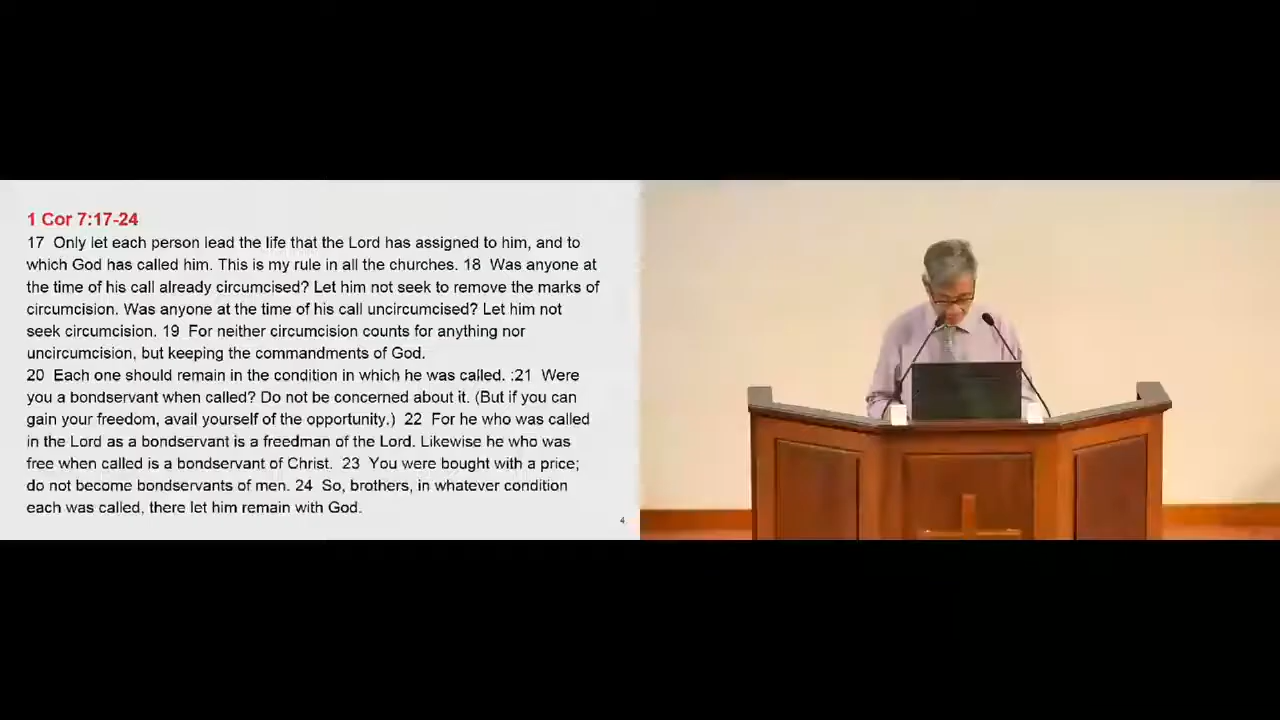 1 Cor 7:17-24
17 Only let each person lead the life that the Lord has assigned to him, and to
which God has called him. This is my rule in all the churches. 18 Was anyone at
the time of his call already circumcised? Let him not seek to remove the marks of
circumcision. Was anyone at the time of his call uncircumcised? Let him not
seek circumcision. 19 For neither circumcision counts for anything nor
uncircumcision, but keeping the commandments of God.
20 Each one should remain in the condition in which he was called. :21 Were
you a bondservant when called? Do not be concerned about it. (But if you can
gain your freedom, avail yourself of the opportunity.) 22 For he who was called
in the Lord as a bondservant is a freedman of the Lord. Likewise he who was
free when called is a bondservant of Christ. 23 You were bought with a price;
do not become bondservants of men. 24 So, brothers, in whatever condition
each was called, there let him remain with God.
4